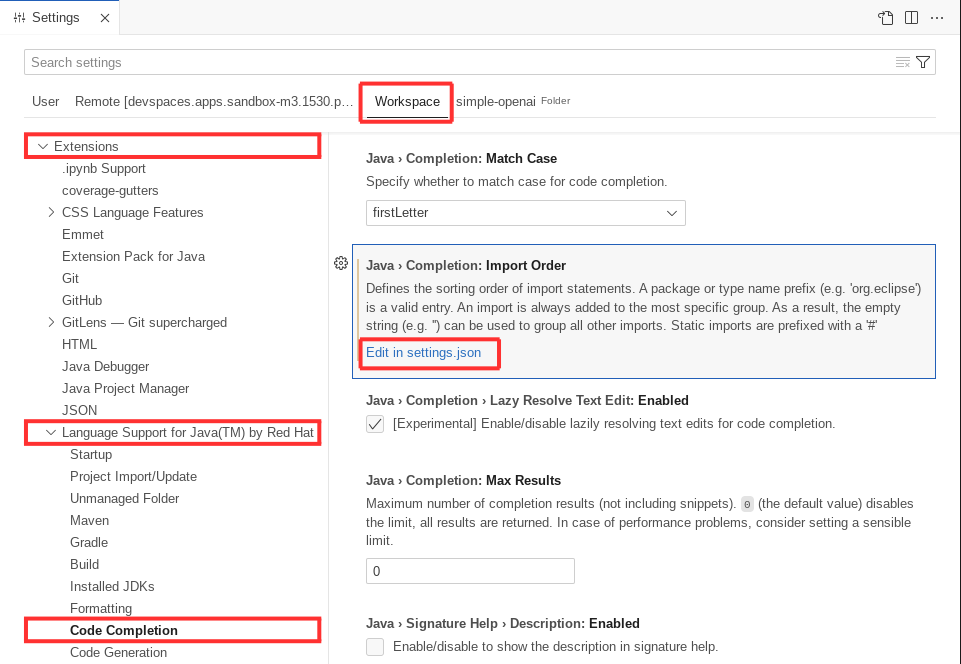 Settings
Search settings
User
Remote [devspaces.apps.sandbox-m3.1530.p…
Workspace
simple-openai Folder
Extensions
.ipynb Support
coverage-gutters
CSS Language Features
Emmet
Extension Pack for Java
Git
GitHub
GitLens — Git supercharged
HTML
Java Debugger
Java Project Manager
JSON
Language Support for Java(TM) by Red Hat
Startup
Project Import/Update
Unmanaged Folder
Maven
Gradle
Build
Installed JDKs
Formatting
Code Completion
Code Generation
Java › Completion: Match Case
Specify whether to match case for code completion.
firstLetter
Java › Completion: Import Order
Defines the sorting order of import statements. A package or type name prefix (e.g. 'org.eclipse')
is a valid entry. An import is always added to the most specific group. As a result, the empty
string (e.g. '') can be used to group all other imports. Static imports are prefixed with a '#'
Edit in settings.json
Java › Completion › Lazy Resolve Text Edit: Enabled
[Experimental] Enable/disable lazily resolving text edits for code completion.
Java › Completion: Max Results
Maximum number of completion results (not including snippets). 0 (the default value) disables
the limit, all results are returned. In case of performance problems, consider setting a sensible
limit.
0
Java › Signature Help › Description: Enabled
Enable/disable to show the description in signature help.